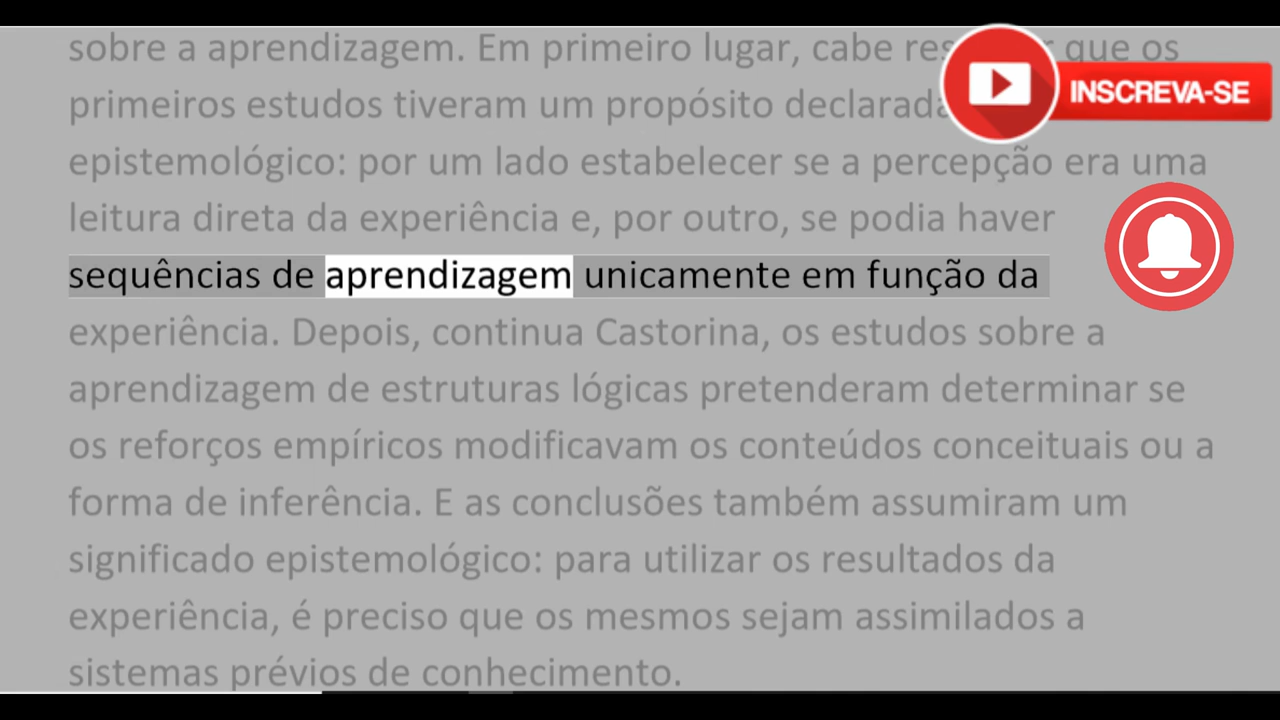 sobre a aprendizagem. Em primeiro lugar, cabe que os
INSCREVA-SE
primeiros estudos tiveram um propósito
epistemológico: por um lado estabelecer se a percepção era uma
leitura direta da experiência e, por outro, se podia haver
sequências de aprendizagem unicamente em função da
experiência. Depois, continua Castorina, os estudos sobre a
aprendizagem de estruturas lógicas pretenderam determinar se
os reforços empíricos modificavam os conteúdos conceituais ou a
forma de inferência. E as conclusões também assumiram um
significado epistemológico: para utilizar os resultados da
experiência, é preciso que os mesmos sejam assimilados a
sistemas prévios de conhecimento.